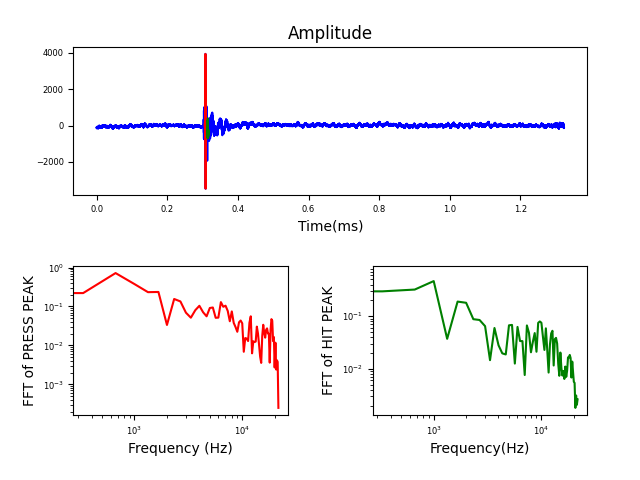 Amplitude
4000
2000
0
−2000
0.0 0.2 0.4 0.6 0.8 1.0 1.2
Time(ms)
FFT of PRESS PEAK
10⁰
10⁻¹
10⁻²
10⁻³
10³ 10⁴
Frequency (Hz)
FFT of HIT PEAK
10⁻¹
10⁻²
10³ 10⁴
Frequency(Hz)